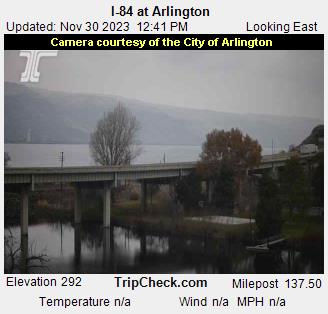 I-84 at Arlington
Updated: Nov 30 2023 12:41 PM Looking East
Camera courtesy of the City of Arlington
Elevation 292 TripCheck.com Milepost 137.50
Temperature n/a Wind n/a MPH n/a